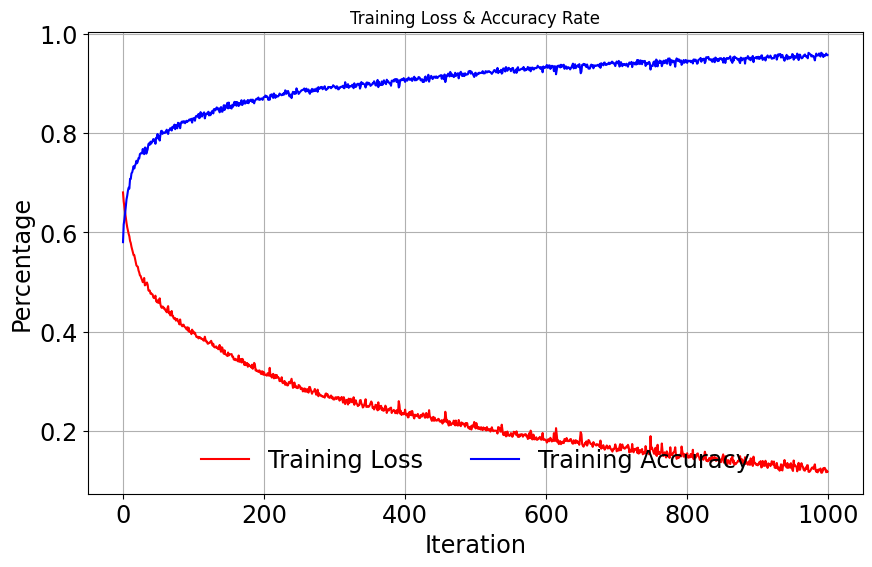 Training Loss & Accuracy Rate
1.0
0.8
0.6
0.4
0.2
Percentage
Training Loss
Training Accuracy
0 200 400 600 800 1000
Iteration